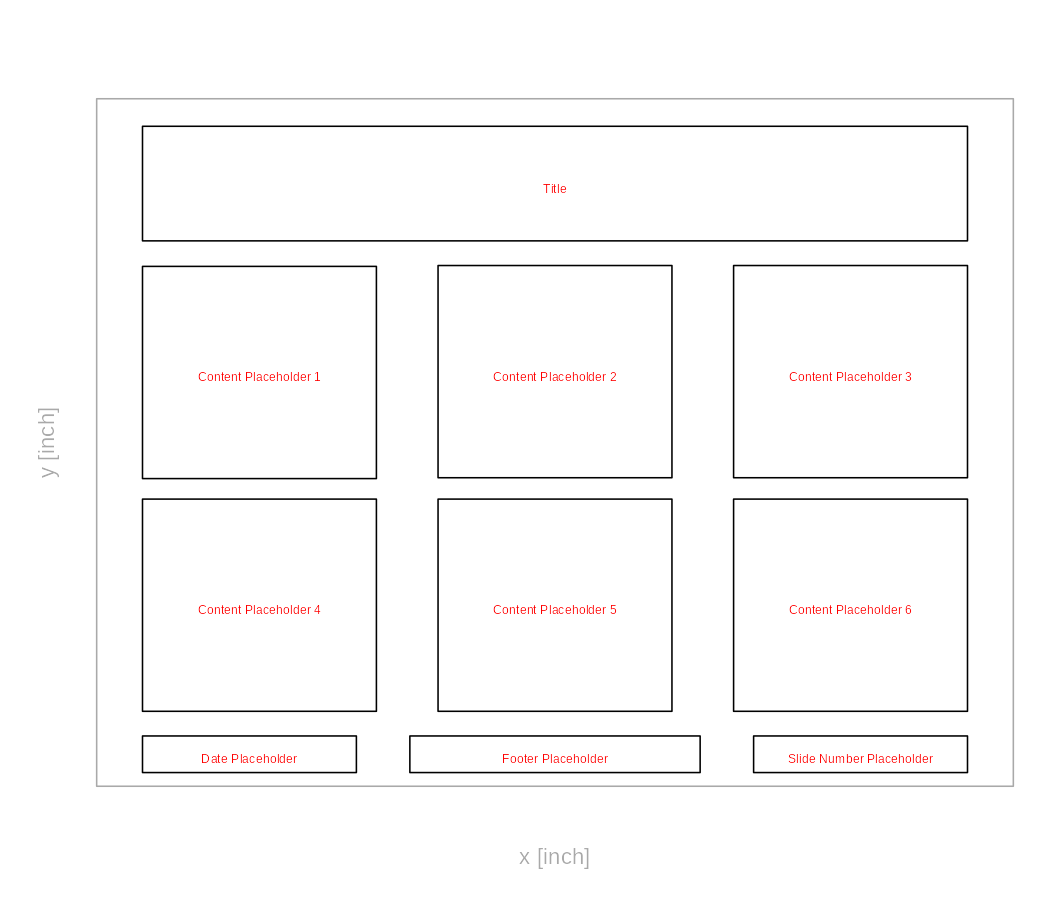 Title
Content Placeholder 1
Content Placeholder 2
Content Placeholder 3
y [inch]
Content Placeholder 4
Content Placeholder 5
Content Placeholder 6
Date Placeholder
Footer Placeholder
Slide Number Placeholder
x [inch]